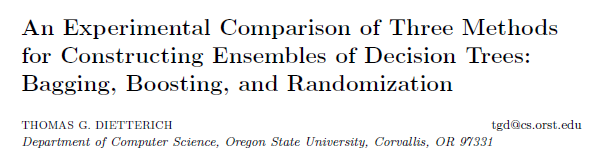 An Experimental Comparison of Three Methods
for Constructing Ensembles of Decision Trees:
Bagging, Boosting, and Randomization
THOMAS G. DIETTERICH tgd@cs.orst.edu
Department of Computer Science, Oregon State University, Corvallis, OR 97331